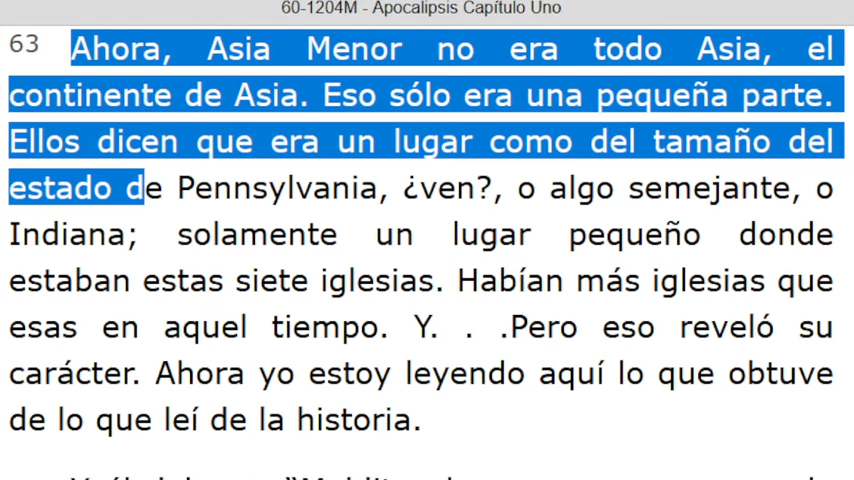 60-1204M - Apocalipsis Capítulo Uno
63 Ahora, Asia Menor no era todo Asia, el
continente de Asia. Eso sólo era una pequeña parte.
Ellos dicen que era un lugar como del tamaño del
estado de Pennsylvania, ¿ven?, o algo semejante, o
Indiana; solamente un lugar pequeño donde
estaban estas siete iglesias. Habían más iglesias que
esas en aquel tiempo. Y. . .Pero eso reveló su
carácter. Ahora yo estoy leyendo aquí lo que obtuve
de lo que leí de la historia.